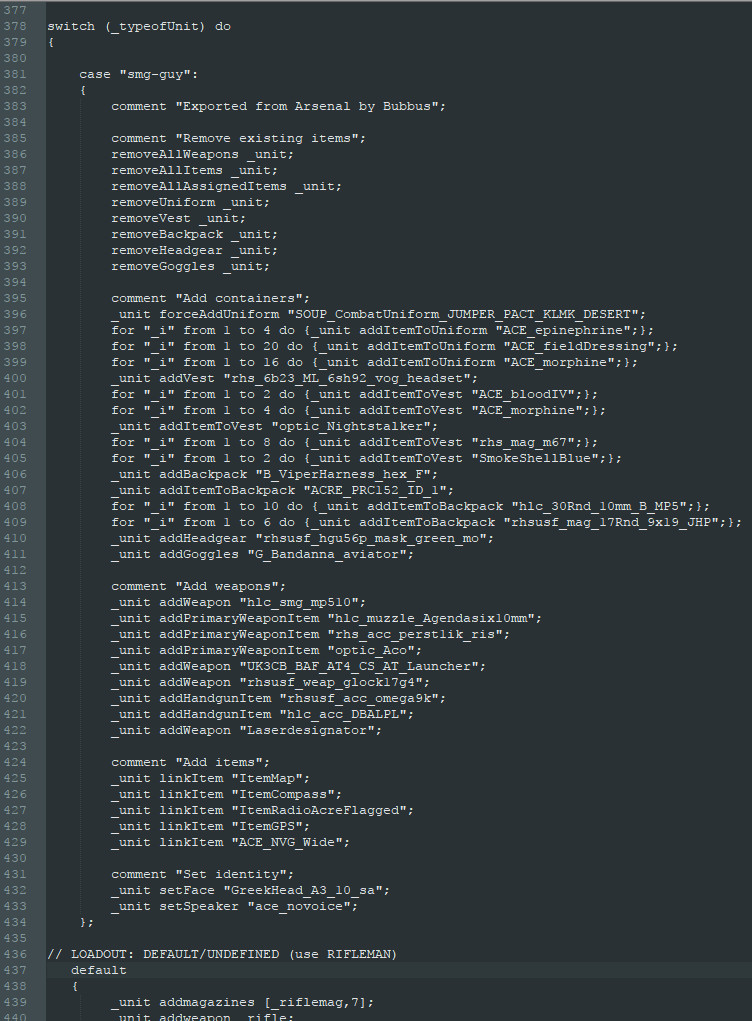 377
378 switch (_typeofUnit) do
379 {
380
381 case "smg-guy":
382 {
383 comment "Exported from Arsenal by Bubbus";
384
385 comment "Remove existing items";
386 removeAllWeapons _unit;
387 removeAllItems _unit;
388 removeAllAssignedItems _unit;
389 removeUniform _unit;
390 removeVest _unit;
391 removeBackpack _unit;
392 removeHeadgear _unit;
393 removeGoggles _unit;
394
395 comment "Add containers";
396 _unit forceAddUniform "SOUP_CombatUniform_JUMPER_PACT_KLMK_DESERT";
397 for "_i" from 1 to 4 do {_unit addItemToUniform "ACE_epinephrine";};
398 for "_i" from 1 to 20 do {_unit addItemToUniform "ACE_fieldDressing";};
399 for "_i" from 1 to 16 do {_unit addItemToUniform "ACE_morphine";};
400 _unit addVest "rhs_6b23_ML_6sh92_vog_headset";
401 for "_i" from 1 to 2 do {_unit addItemToVest "ACE_bloodIV";};
402 for "_i" from 1 to 4 do {_unit addItemToVest "ACE_morphine";};
403 _unit addItemToVest "optic_Nightstalker";
404 for "_i" from 1 to 8 do {_unit addItemToVest "rhs_mag_m67";};
405 for "_i" from 1 to 2 do {_unit addItemToVest "SmokeShellBlue";};
406 _unit addBackpack "B_ViperHarness_hex_F";
407 _unit addItemToBackpack "ACRE_PRC152_ID_1";
408 for "_i" from 1 to 10 do {_unit addItemToBackpack "hlc_30Rnd_10mm_B_MP5";};
409 for "_i" from 1 to 6 do {_unit addItemToBackpack "rhsusf_mag_17Rnd_9x19_JHP";};
410 _unit addHeadgear "rhsusf_hgu56p_mask_green_mo";
411 _unit addGoggles "G_Bandanna_aviator";
412
413 comment "Add weapons";
414 _unit addWeapon "hlc_smg_mp510";
415 _unit addPrimaryWeaponItem "hlc_muzzle_Agendasix10mm";
416 _unit addPrimaryWeaponItem "rhs_acc_perst1ik_ris";
417 _unit addPrimaryWeaponItem "optic_Aco";
418 _unit addWeapon "UK3CB_BAF_AT4_CS_AT_Launcher";
419 _unit addWeapon "rhsusf_weap_glock17g4";
420 _unit addHandgunItem "rhsusf_acc_omega9k";
421 _unit addHandgunItem "hlc_acc_DBALPL";
422 _unit addWeapon "Laserdesignator";
423
424 comment "Add items";
425 _unit linkItem "ItemMap";
426 _unit linkItem "ItemCompass";
427 _unit linkItem "ItemRadioAcreFlagged";
428 _unit linkItem "ItemGPS";
429 _unit linkItem "ACE_NVG_Wide";
430
431 comment "Set identity";
432 _unit setFace "GreekHead_A3_10_sa";
433 _unit setSpeaker "ace_novoice";
434 };
435
436 // LOADOUT: DEFAULT/UNDEFINED (use RIFLEMAN)
437 default
438 {
439 _unit addmagazines [_riflemag,7];
440 _unit addweapon _rifle;